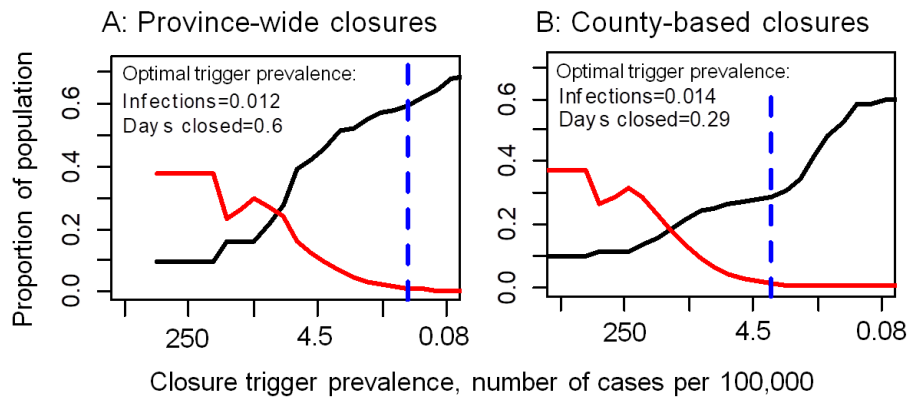 A: Province-wide closures
B: County-based closures
Proportion of population
0.0
0.2
0.4
0.6
Optimal trigger prevalence:
Infections=0.012
Days closed=0.6
250
4.5
0.08
0.0
0.2
0.4
0.6
Optimal trigger prevalence:
Infections=0.014
Days closed=0.29
250
4.5
0.08
Closure trigger prevalence, number of cases per 100,000